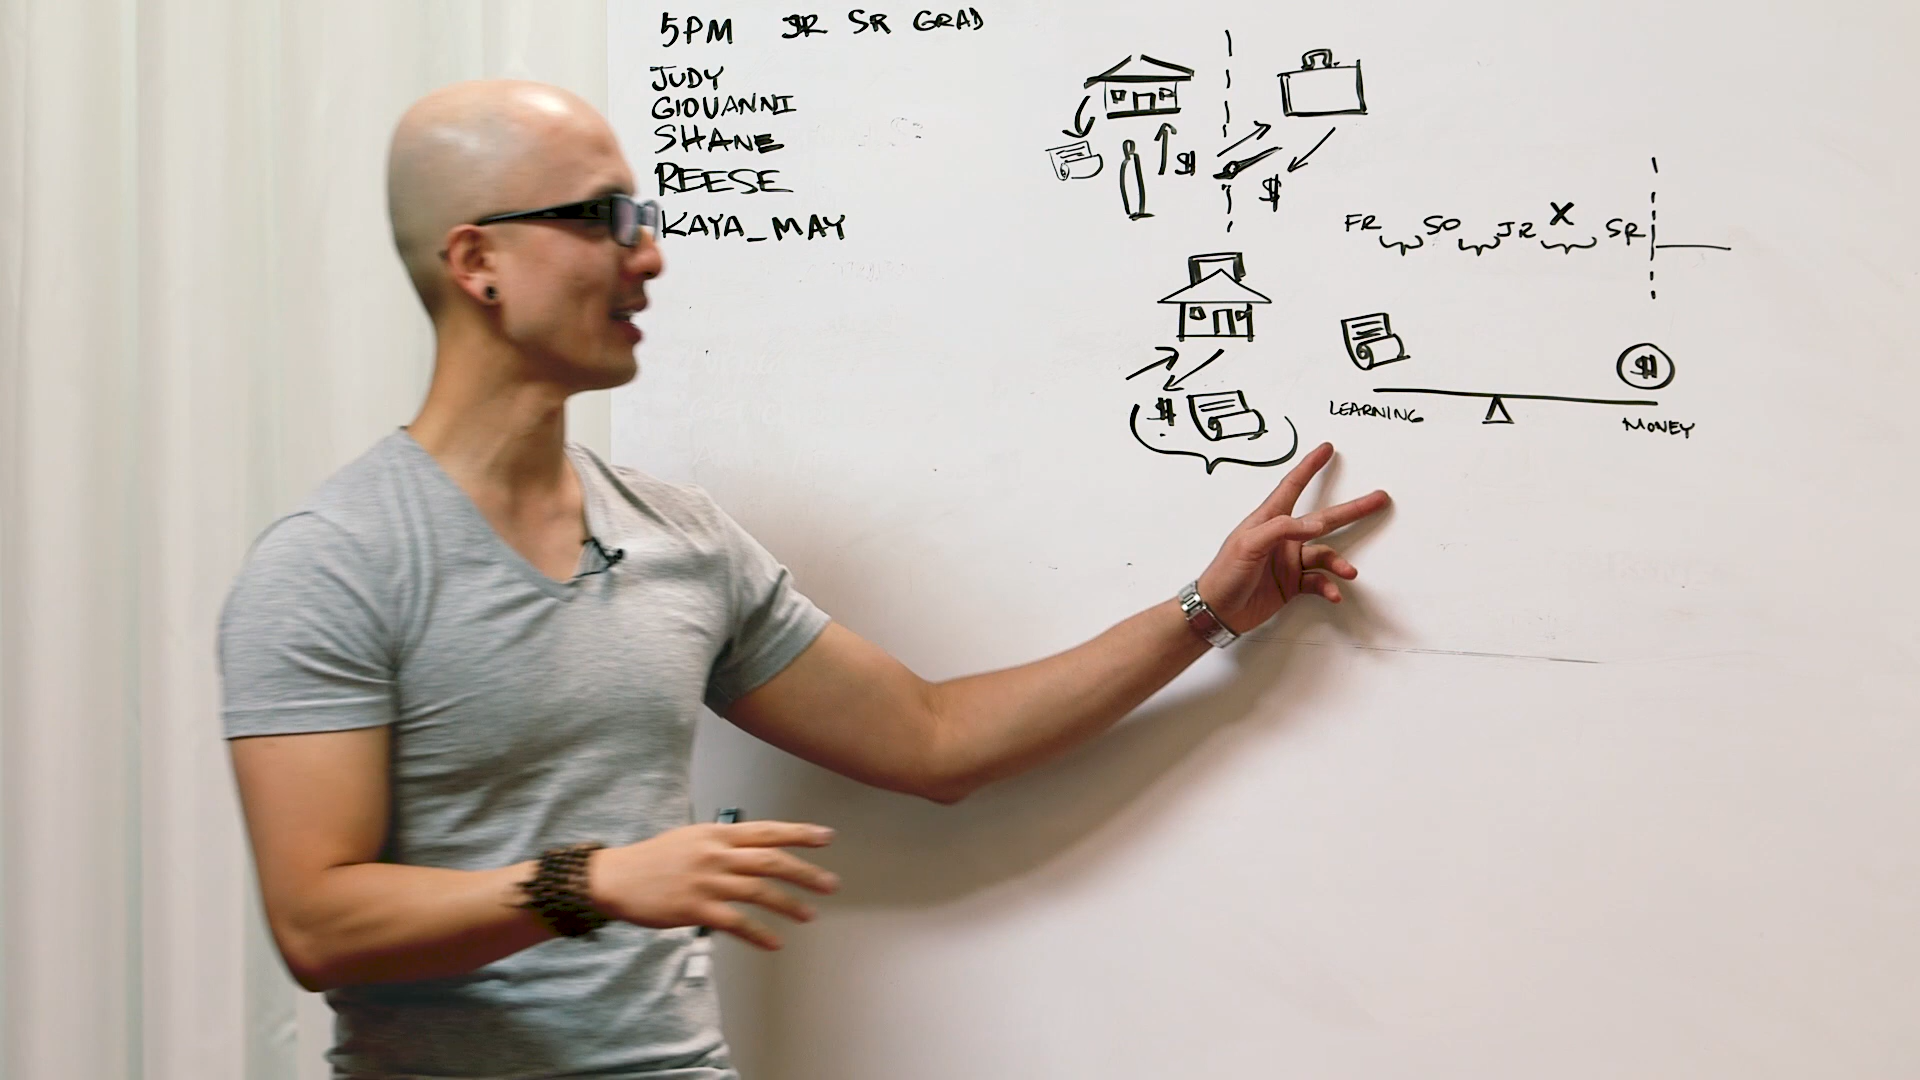 5PM JR SR GRAD
JUDY
GIOVANNI
SHANE
REESE
KAYA_MAY
$
$
FR SO JR X SR
$
$
LEARNING
MONEY